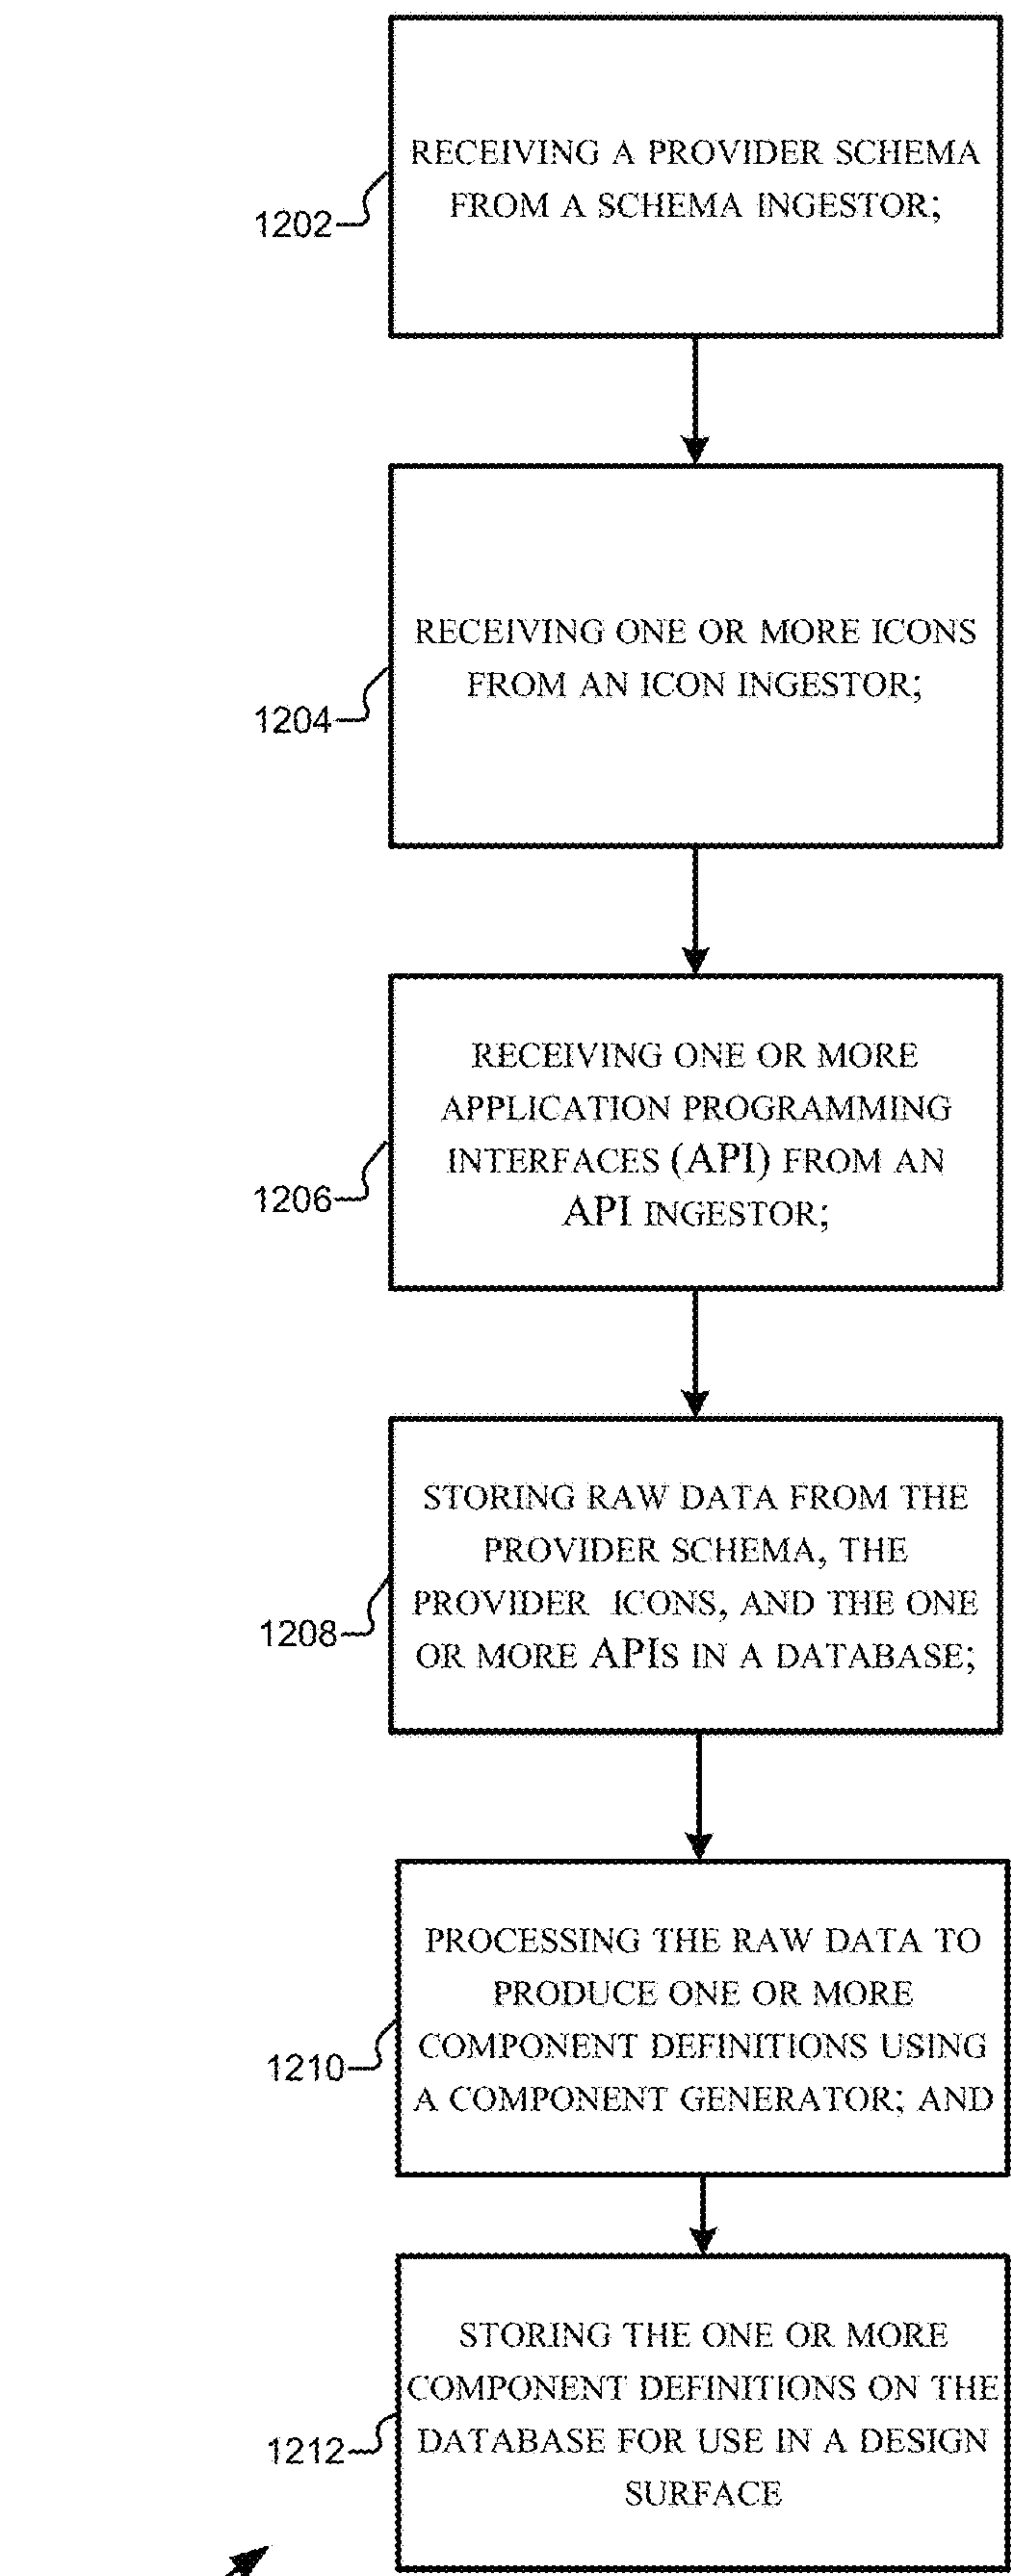 RECEIVING A PROVIDER SCHEMA
FROM A SCHEMA INGESTOR;
1202
RECEIVING ONE OR MORE ICONS
FROM AN ICON INGESTOR;
1204
RECEIVING ONE OR MORE
APPLICATION PROGRAMMING
INTERFACES (API) FROM AN
API INGESTOR;
1206
STORING RAW DATA FROM THE
PROVIDER SCHEMA, THE
PROVIDER ICONS, AND THE ONE
OR MORE APIS IN A DATABASE;
1208
PROCESSING THE RAW DATA TO
PRODUCE ONE OR MORE
COMPONENT DEFINITIONS USING
A COMPONENT GENERATOR; AND
1210
STORING THE ONE OR MORE
COMPONENT DEFINITIONS ON THE
DATABASE FOR USE IN A DESIGN
SURFACE
1212